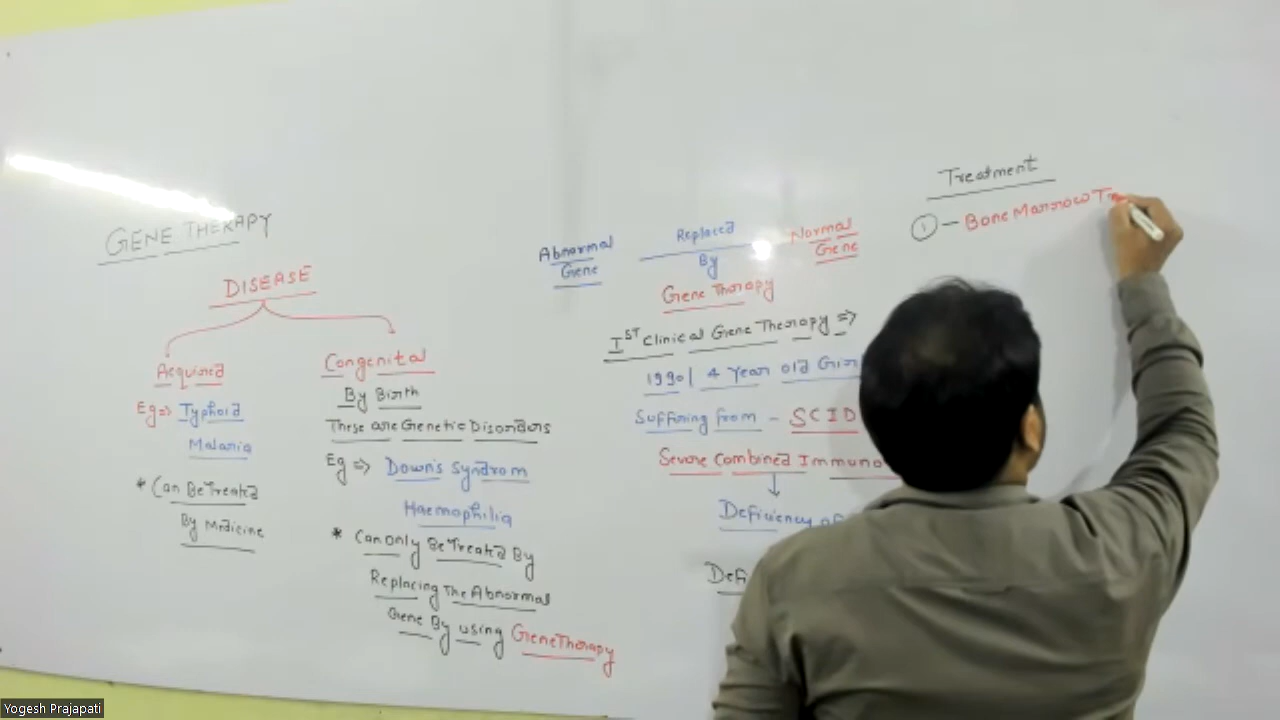 GENE THERAPY
DISEASE
Acquired
Eg => Typhoid
Malaria
* Can Be Treated
By Medicine
Congenital
By Birth
These are Genetic Disorders
Eg => Down's Syndrom
Haemophilia
* Can only Be Treated By
Replacing The Abnormal
Gene By using Gene Therapy
Abnormal
Gene
Replaced
By
Gene Therapy
Normal
Gene
IST Clinical Gene Therapy =>
1990 | 4 Year old Girl
Suffering from - SCID
Severe Combined Immuno
Deficiency of
Defi
Treatment
① - Bone Marrow Tr
Yogesh Prajapati